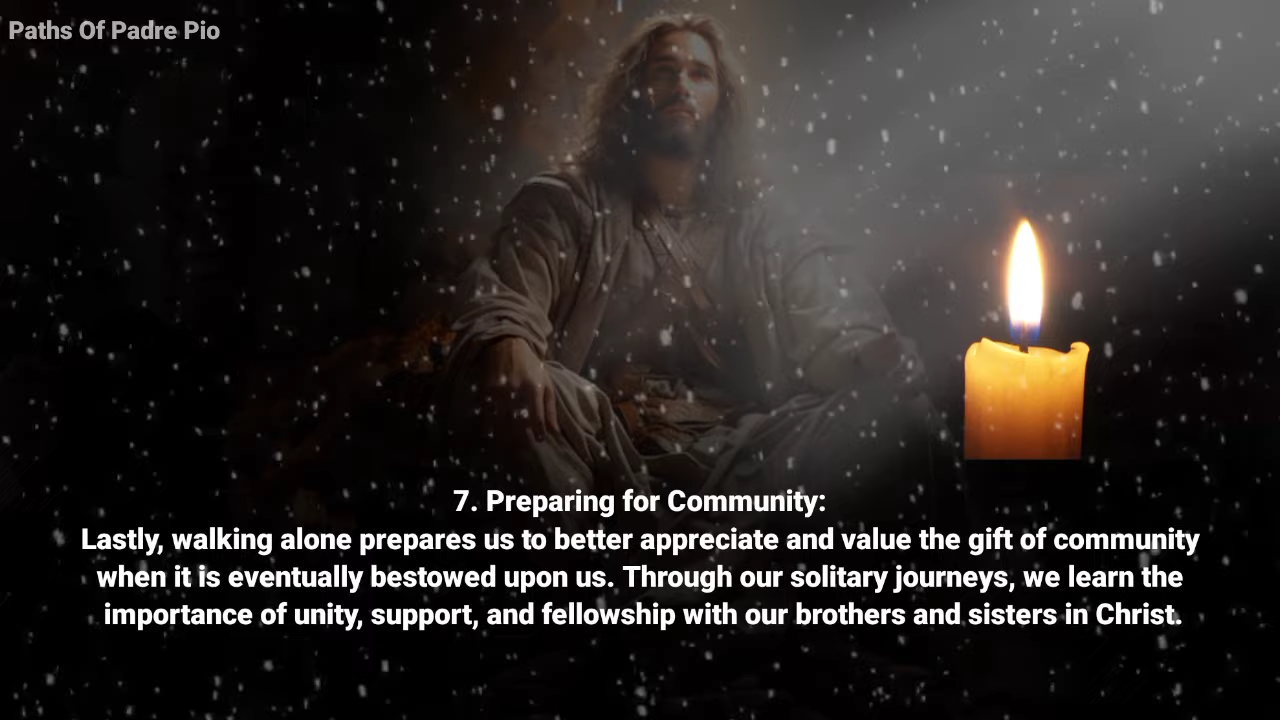 Paths Of Padre Pio
7. Preparing for Community:
Lastly, walking alone prepares us to better appreciate and value the gift of community
when it is eventually bestowed upon us. Through our solitary journeys, we learn the
importance of unity, support, and fellowship with our brothers and sisters in Christ.